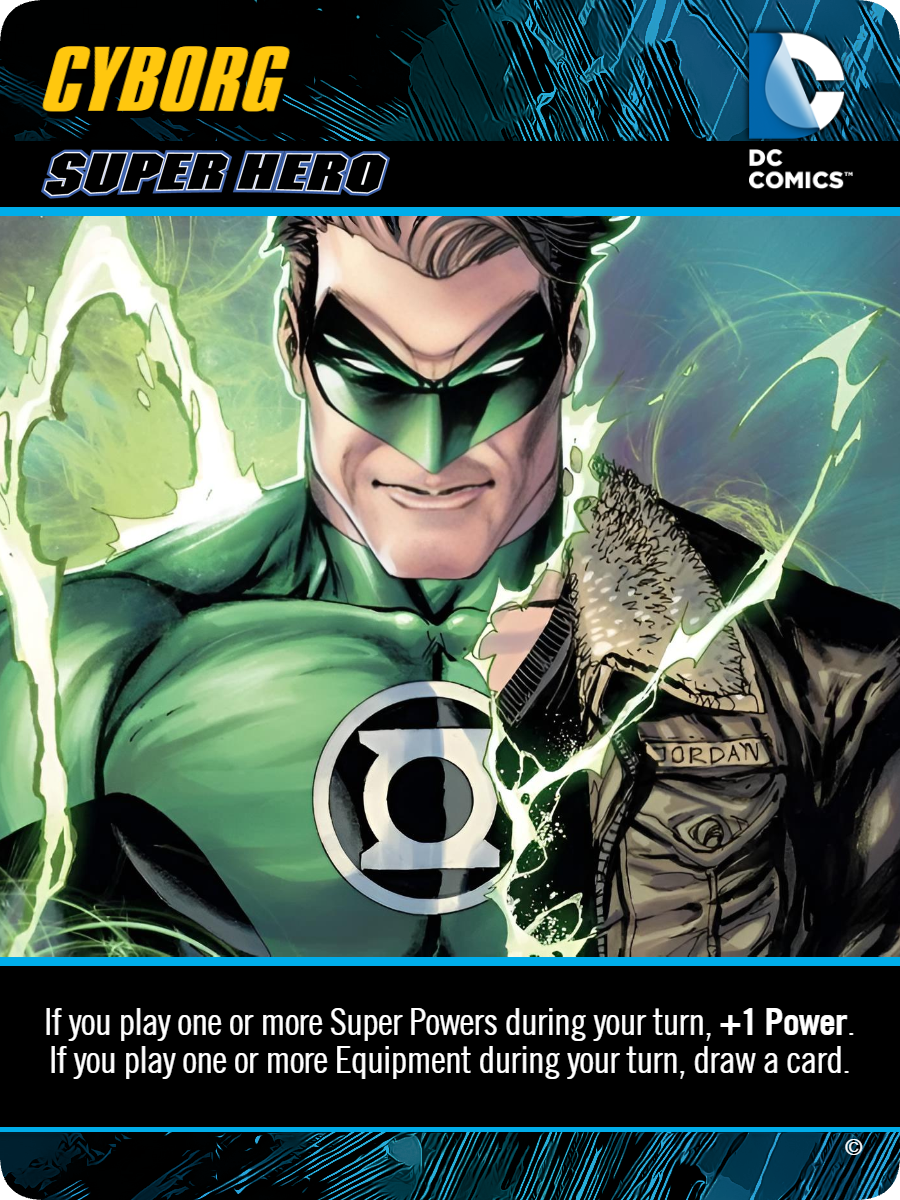 CYBORG
SUPER HERO
DC
COMICS™
JORDAN
If you play one or more Super Powers during your turn, +1 Power.
If you play one or more Equipment during your turn, draw a card.
©